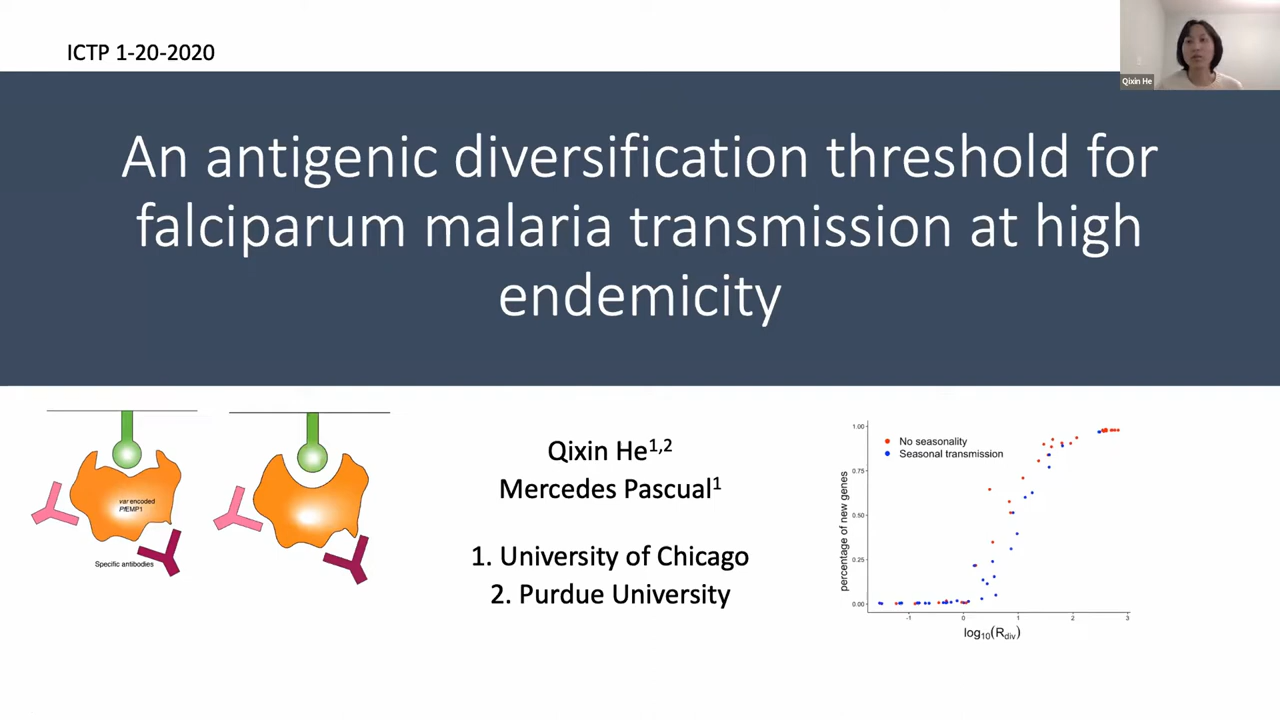 ICTP 1-20-2020
Qixin He
An antigenic diversification threshold for
falciparum malaria transmission at high
endemicity
var encoded
PfEMP1
Specific antibodies
Qixin He1,2
Mercedes Pascual1
1. University of Chicago
2. Purdue University
No seasonality
Seasonal transmission
percentage of new genes
1.00
0.75
0.50
0.25
0.00
-1 0 1 2 3
log10(Rdiv)